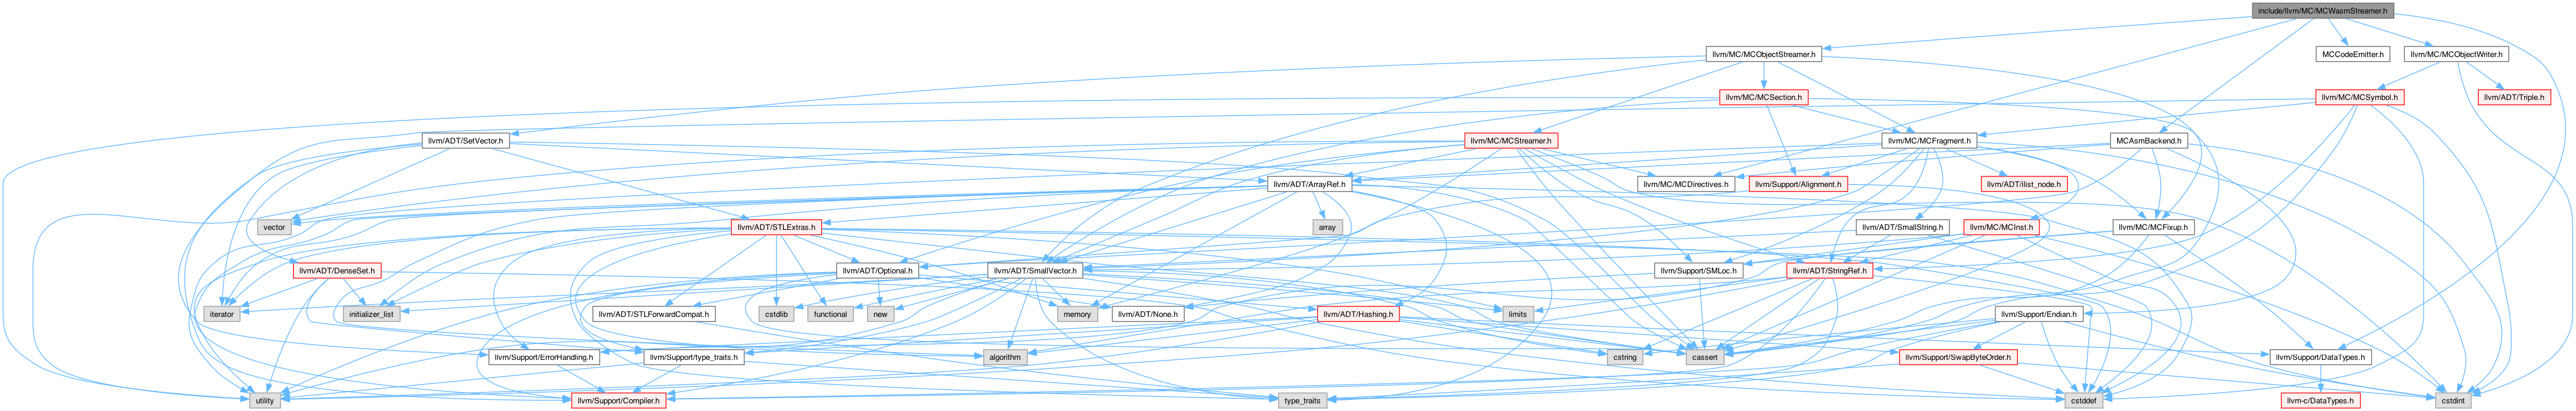 include/llvm/MC/MCWasmStreamer.h
llvm/MC/MCObjectStreamer.h
MCCodeEmitter.h
llvm/MC/MCObjectWriter.h
llvm/MC/MCSection.h
llvm/MC/MCSymbol.h
llvm/ADT/Triple.h
llvm/ADT/SetVector.h
llvm/MC/MCStreamer.h
llvm/MC/MCFragment.h
MCAsmBackend.h
llvm/ADT/ArrayRef.h
llvm/MC/MCDirectives.h
llvm/Support/Alignment.h
llvm/ADT/ilist_node.h
vector
llvm/ADT/STLExtras.h
array
llvm/ADT/SmallString.h
llvm/MC/MCInst.h
llvm/MC/MCFixup.h
llvm/ADT/DenseSet.h
llvm/ADT/Optional.h
llvm/ADT/SmallVector.h
llvm/Support/SMLoc.h
llvm/ADT/StringRef.h
iterator
initializer_list
llvm/ADT/STLForwardCompat.h
cstdlib
functional
new
memory
llvm/ADT/None.h
llvm/ADT/Hashing.h
limits
llvm/Support/Endian.h
llvm/Support/ErrorHandling.h
llvm/Support/type_traits.h
algorithm
cstring
cassert
llvm/Support/SwapByteOrder.h
llvm/Support/DataTypes.h
utility
llvm/Support/Compiler.h
type_traits
cstddef
llvm-c/DataTypes.h
cstdint